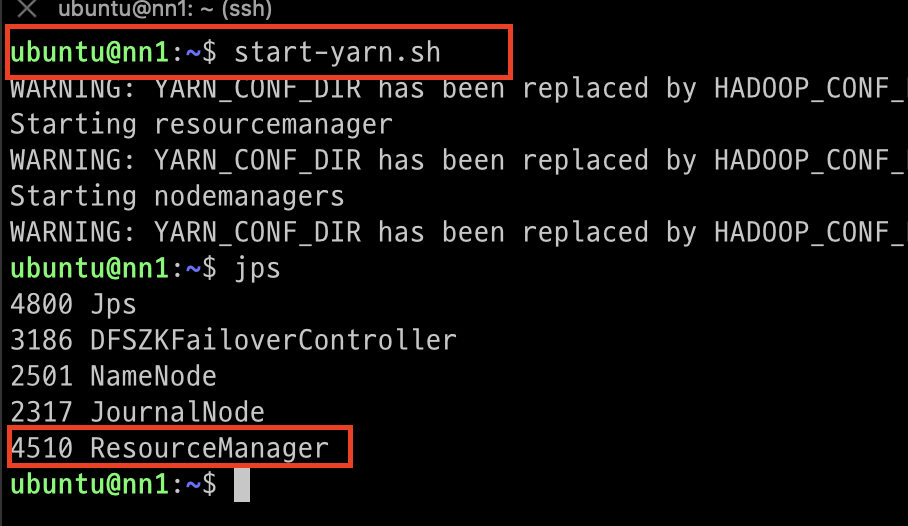 ubuntu@nn1: ~ (ssh)
ubuntu@nn1:~$ start-yarn.sh
WARNING: YARN_CONF_DIR has been replaced by HADOOP_CONF_
Starting resourcemanager
WARNING: YARN_CONF_DIR has been replaced by HADOOP_CONF_
Starting nodemanagers
WARNING: YARN_CONF_DIR has been replaced by HADOOP_CONF_
ubuntu@nn1:~$ jps
4800 Jps
3186 DFSZKFailoverController
2501 NameNode
2317 JournalNode
4510 ResourceManager
ubuntu@nn1:~$